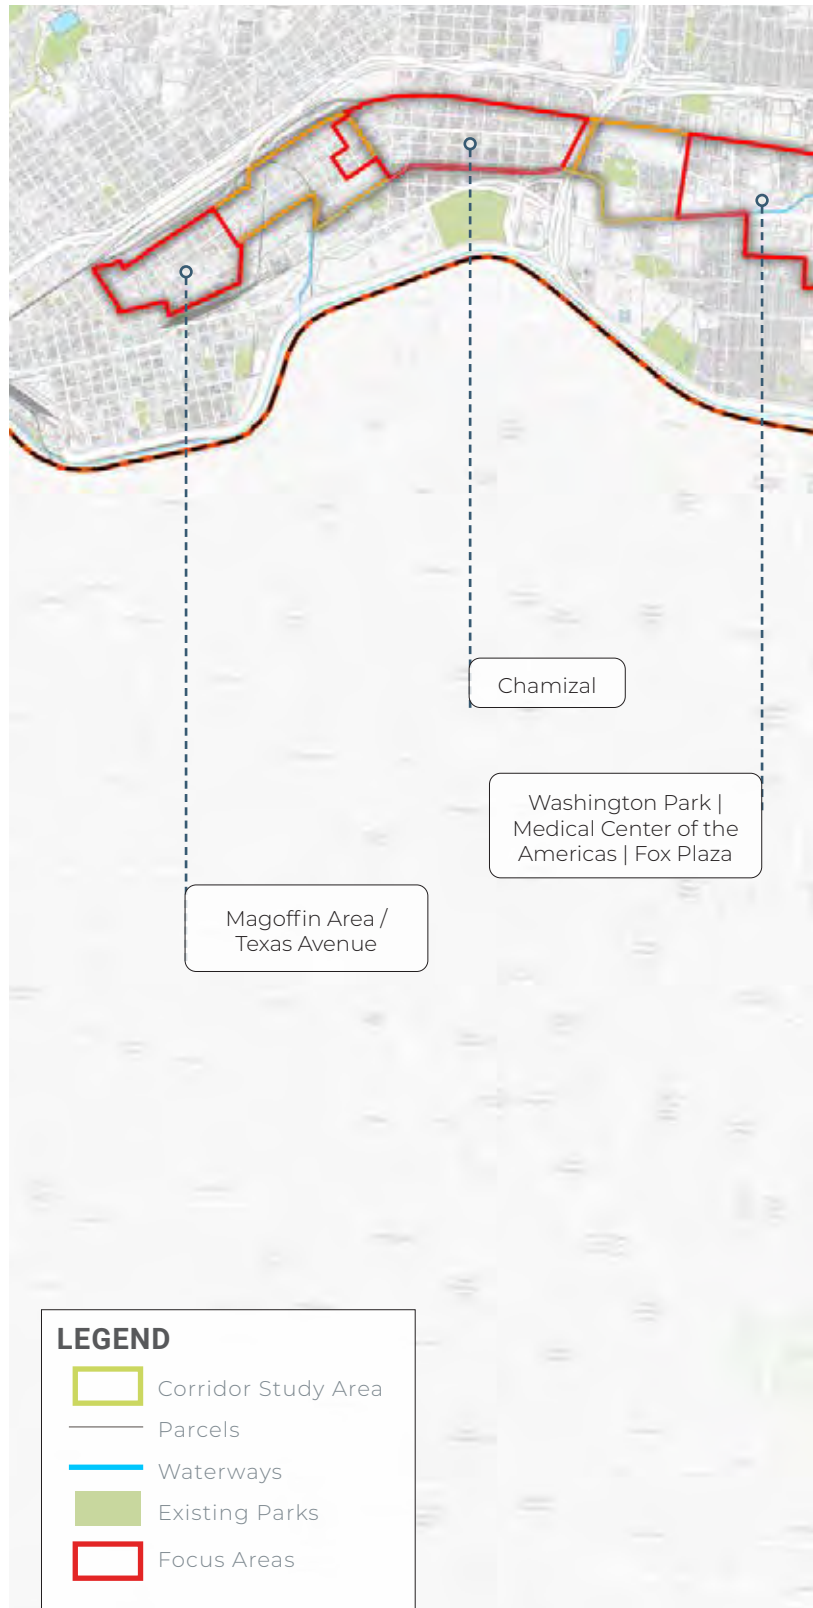 Chamizal
Washington Park |
Medical Center of the
Americas | Fox Plaza
Magoffin Area /
Texas Avenue
LEGEND
Corridor Study Area
Parcels
Waterways
Existing Parks
Focus Areas